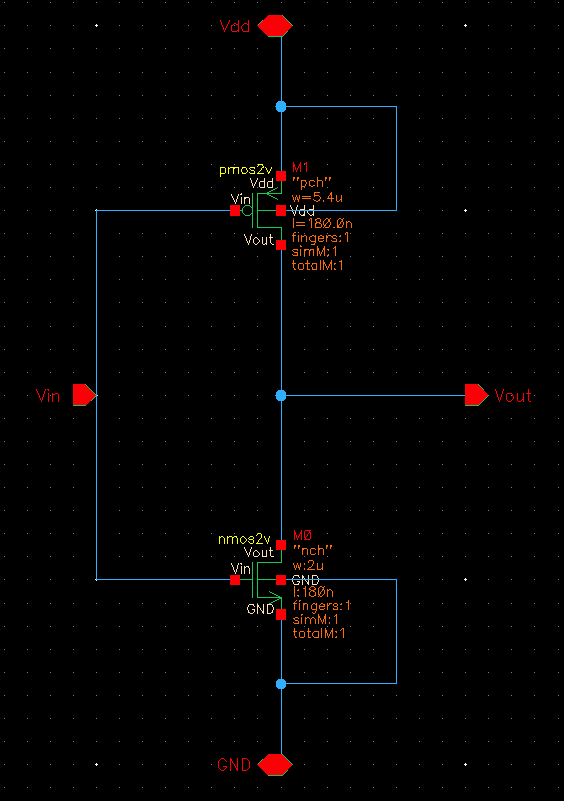 Vdd
pmos2v
M1
Vdd
"pch"
w=5.4u
Vin
Vdd
l=180.0n
Vout
fingers:1
simM:1
totalM:1
Vin
Vout
nmos2v
M0
Vout
"nch"
w:2u
Vin
GND
l:180n
GND
fingers:1
simM:1
totalM:1
GND